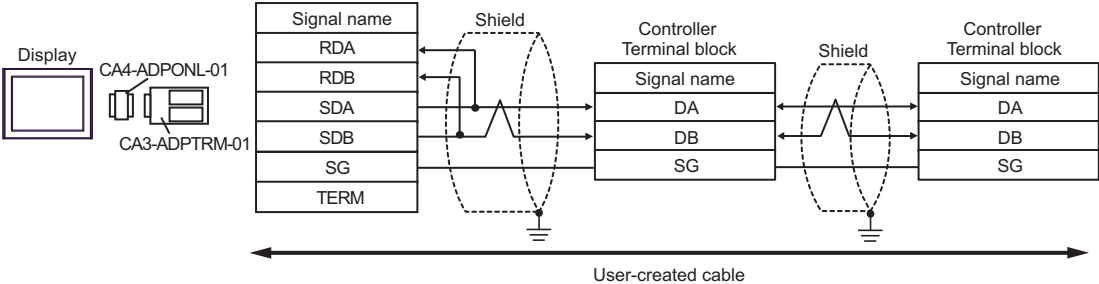 Display
CA4-ADPONL-01
CA3-ADPTRM-01
Signal name
RDA
RDB
SDA
SDB
SG
TERM
Shield
Controller
Terminal block
Signal name
DA
DB
SG
Shield
Controller
Terminal block
Signal name
DA
DB
SG
User-created cable